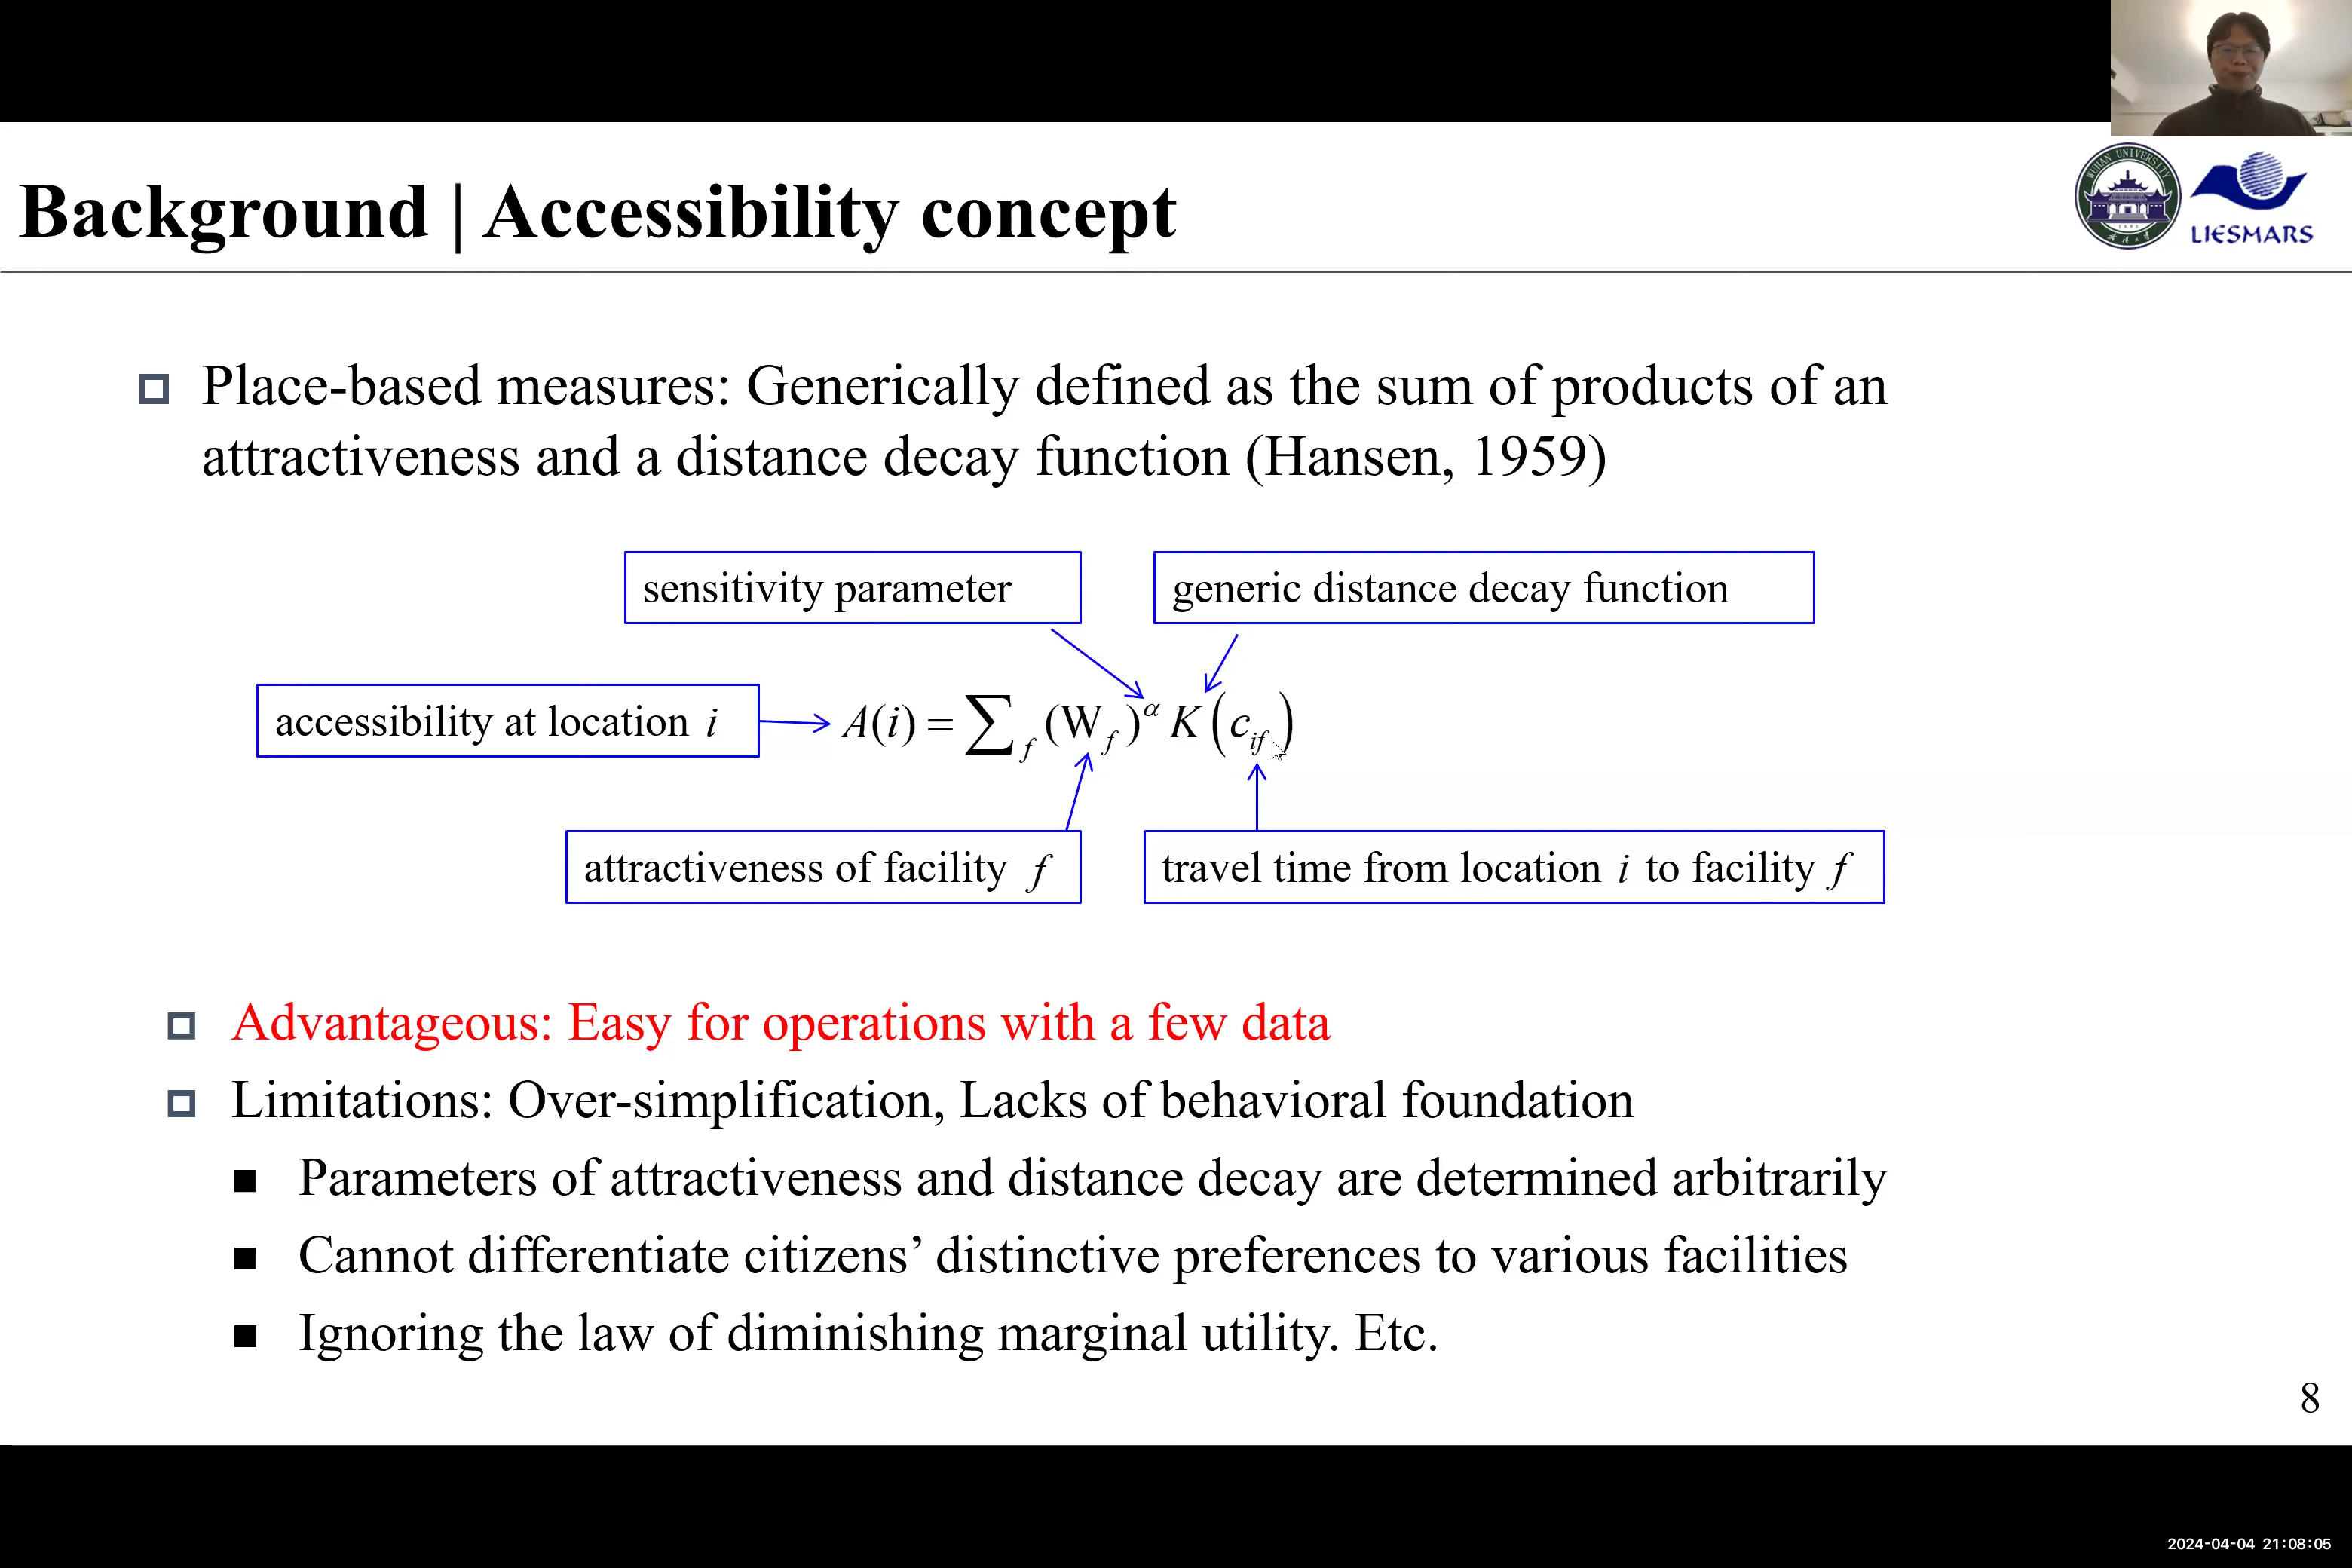 Background | Accessibility concept
WUHAN UNIVERSITY
LIESMARS
Place-based measures: Generically defined as the sum of products of an
attractiveness and a distance decay function (Hansen, 1959)
sensitivity parameter
generic distance decay function
accessibility at location i
A(i) = ∑_f (W_f)^α K(c_if)
attractiveness of facility f
travel time from location i to facility f
Advantageous: Easy for operations with a few data
Limitations: Over-simplification, Lacks of behavioral foundation
Parameters of attractiveness and distance decay are determined arbitrarily
Cannot differentiate citizens’ distinctive preferences to various facilities
Ignoring the law of diminishing marginal utility. Etc.
8
2024-04-04 21:08:05